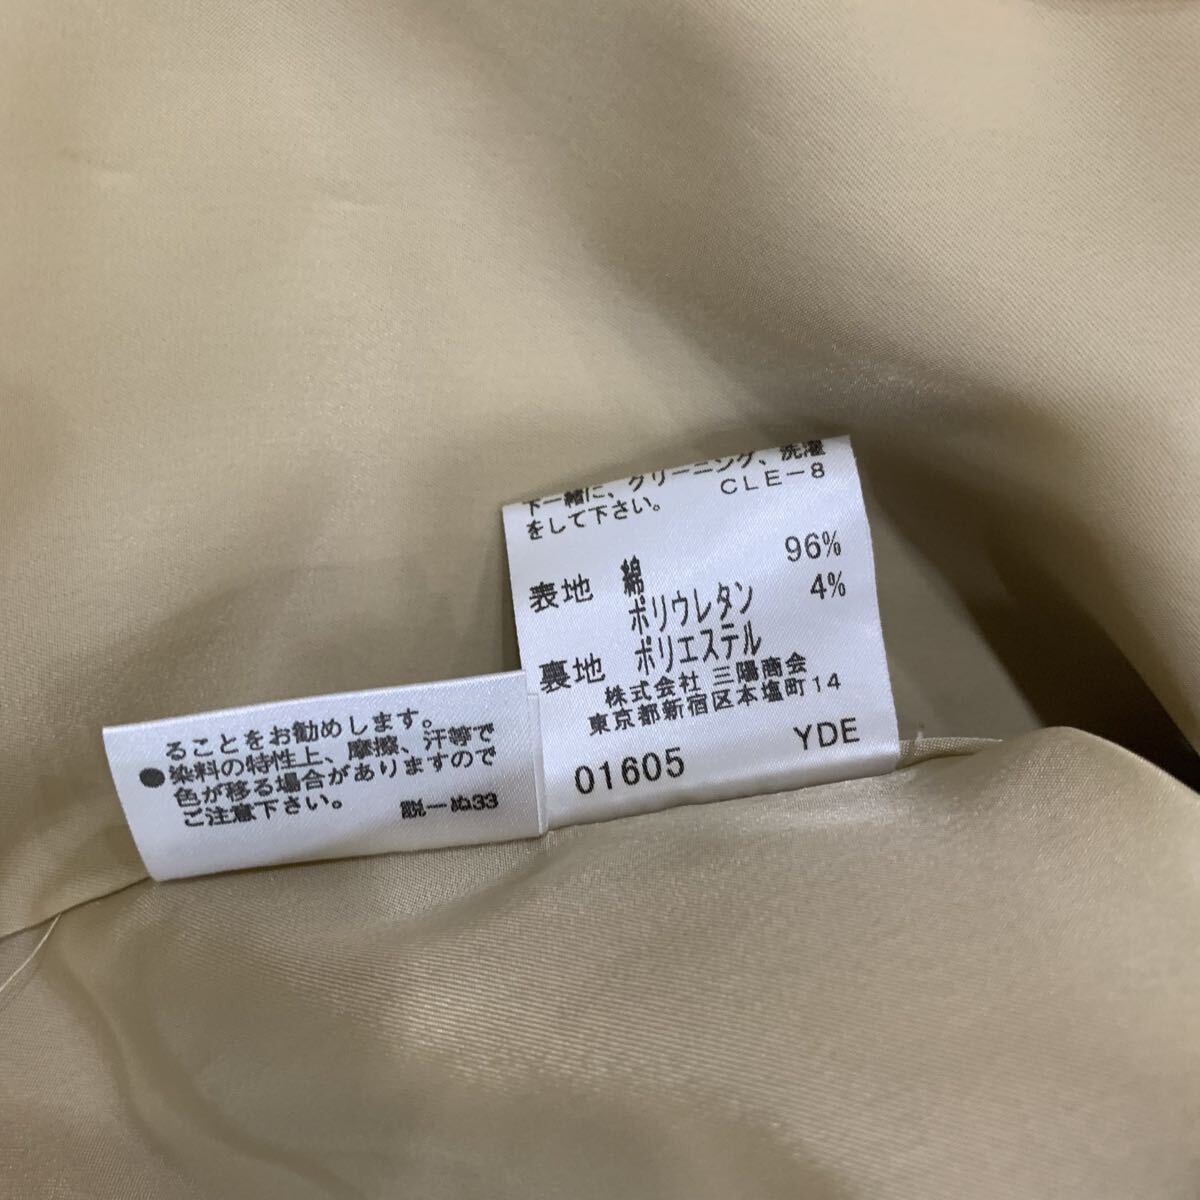 ることをお勧めします。
●染料の特性上、摩擦、汗等で
色が移る場合がありますので
ご注意下さい。
脱ーぬ33
下一緒に、クリーニング、洗濯
をして下さい。 CLE-8
表地 綿 96%
ポリウレタン 4%
裏地 ポリエステル
株式会社 三陽商会
東京都新宿区本塩町14
01605 YDE